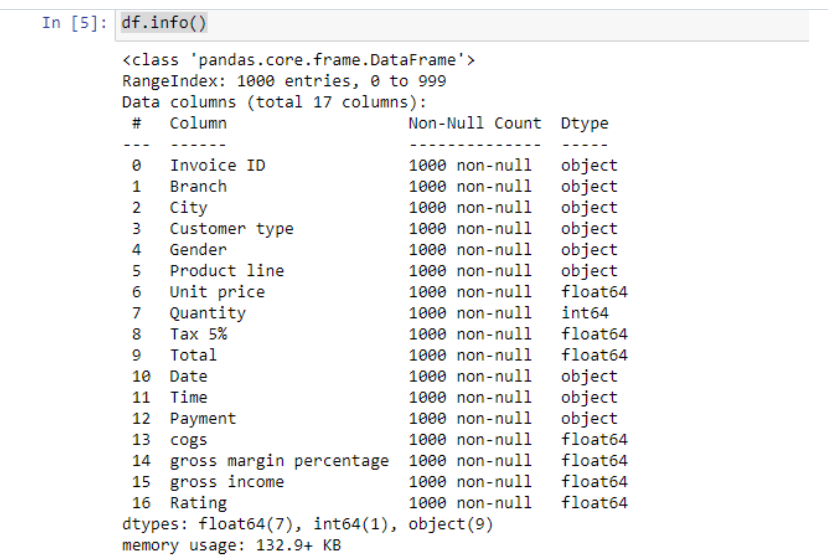 In [5]: df.info()
<class 'pandas.core.frame.DataFrame'>
RangeIndex: 1000 entries, 0 to 999
Data columns (total 17 columns):
 #   Column                   Non-Null Count  Dtype
---  ------                   --------------  -----
 0   Invoice ID               1000 non-null   object
 1   Branch                   1000 non-null   object
 2   City                     1000 non-null   object
 3   Customer type            1000 non-null   object
 4   Gender                   1000 non-null   object
 5   Product line             1000 non-null   object
 6   Unit price               1000 non-null   float64
 7   Quantity                 1000 non-null   int64
 8   Tax 5%                   1000 non-null   float64
 9   Total                    1000 non-null   float64
 10  Date                     1000 non-null   object
 11  Time                     1000 non-null   object
 12  Payment                  1000 non-null   object
 13  cogs                     1000 non-null   float64
 14  gross margin percentage  1000 non-null   float64
 15  gross income             1000 non-null   float64
 16  Rating                   1000 non-null   float64
dtypes: float64(7), int64(1), object(9)
memory usage: 132.9+ KB